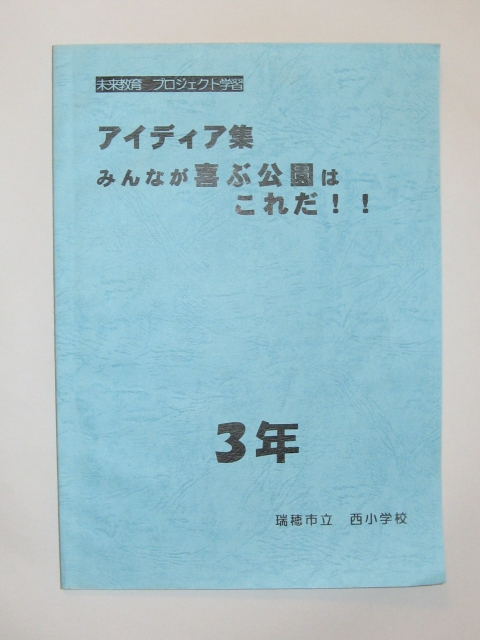 未来教育　プロジェクト学習
アイディア集
みんなが喜ぶ公園は
これだ！！
3年
瑞穂市立　西小学校